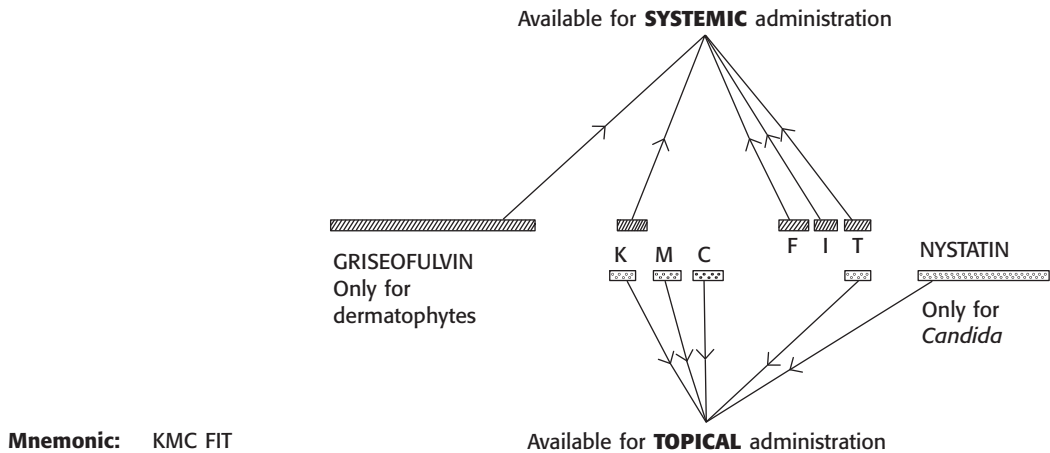 Available for SYSTEMIC administration
F I T
K M C
NYSTATIN
GRISEOFULVIN
Only for
dermatophytes
Only for
Candida
Mnemonic: KMC FIT
Available for TOPICAL administration